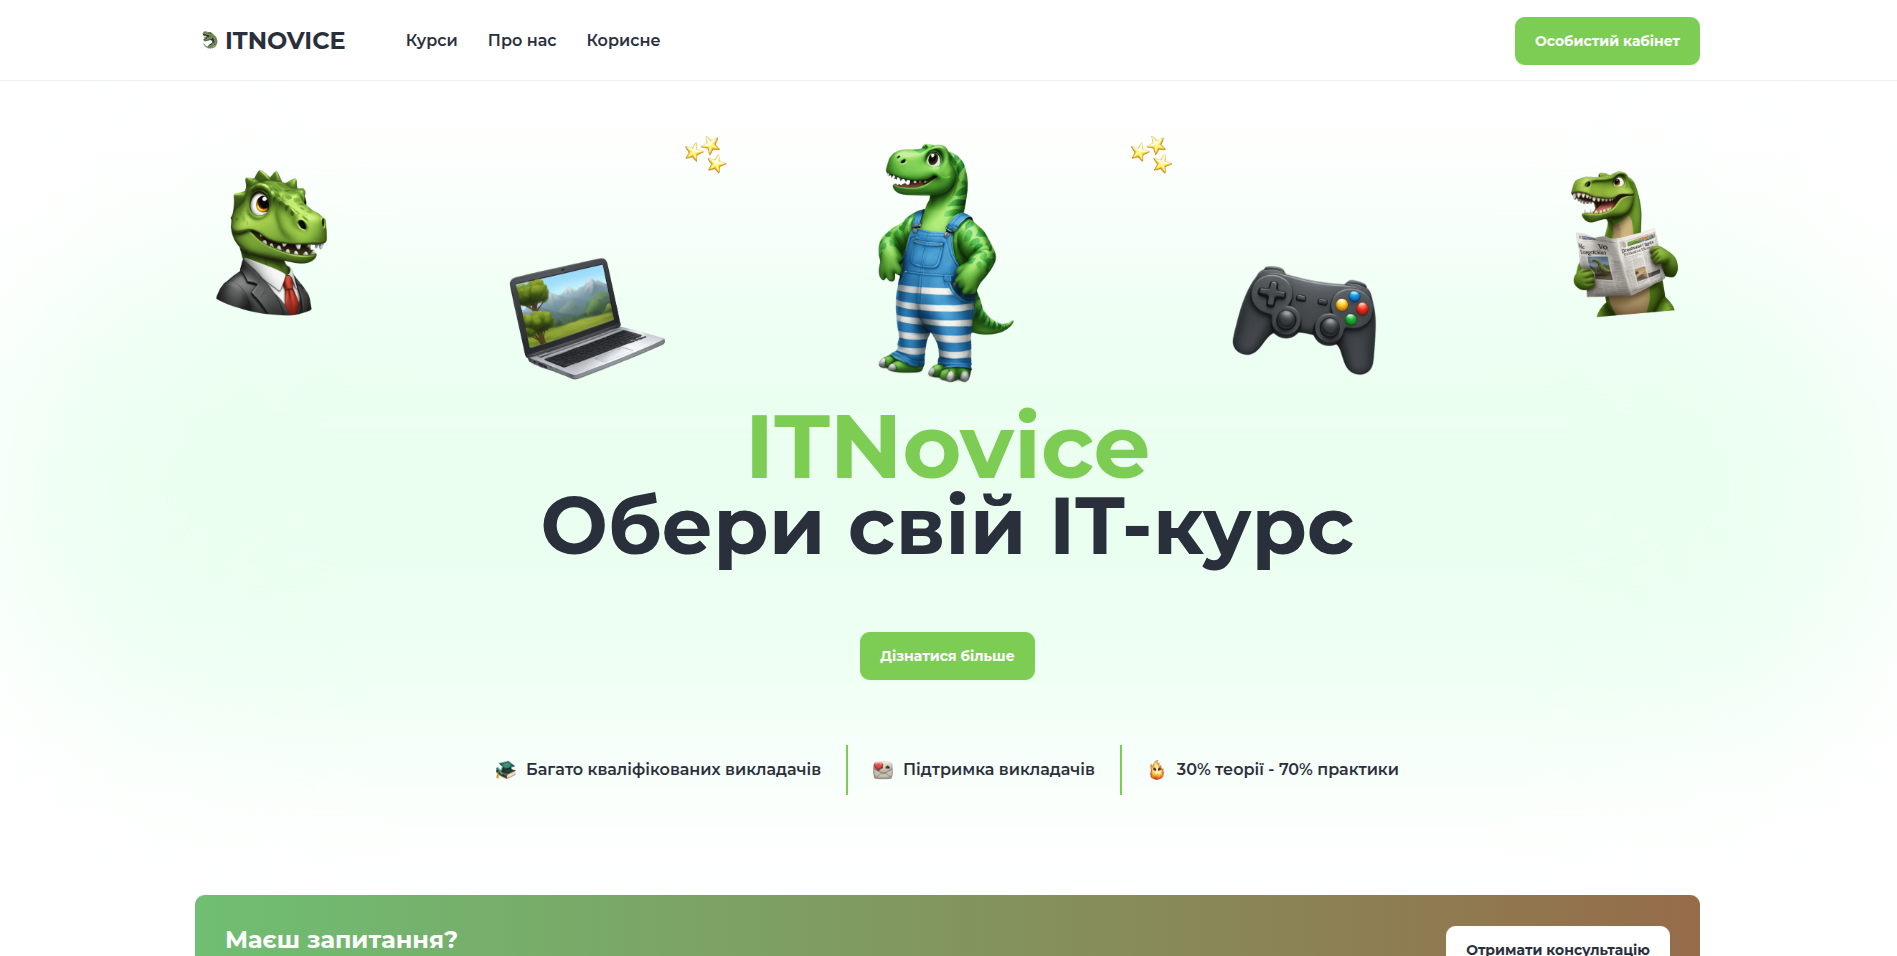 ITNOVICE
Курси
Про нас
Корисне
Особистий кабінет
ITNovice
Обери свій IT-курс
Дізнатися більше
Багато кваліфікованих викладачів
Підтримка викладачів
30% теорії - 70% практики
Маєш запитання?
Отримати консультацію